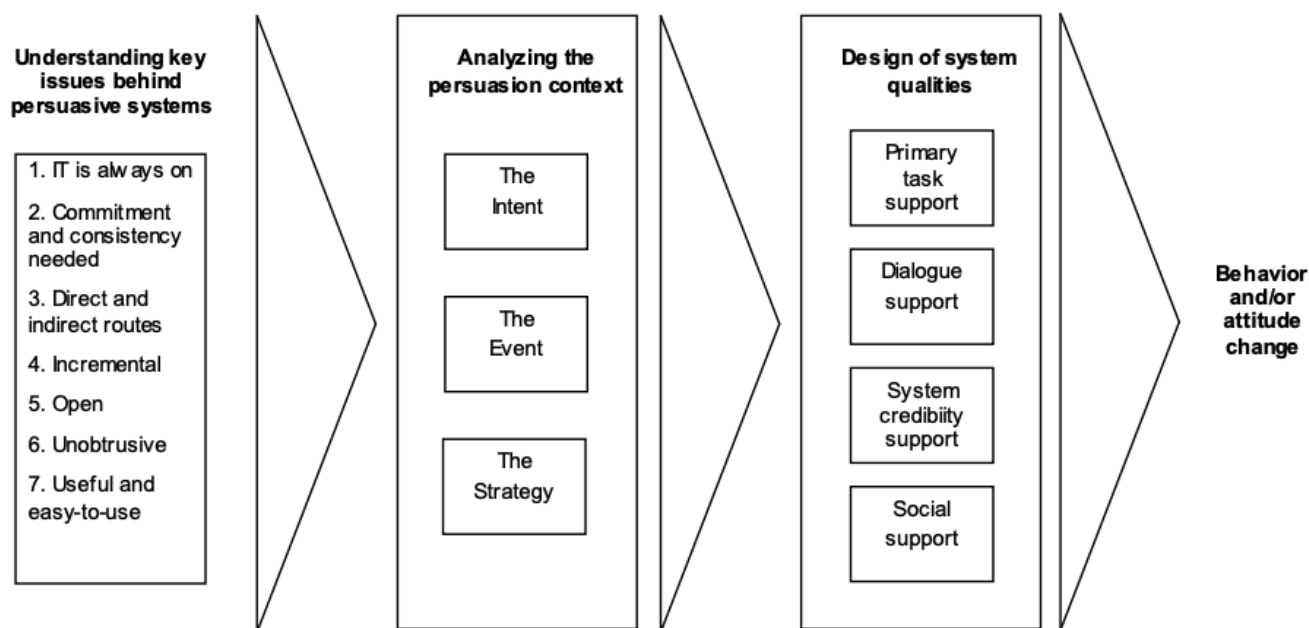 Understanding key
issues behind
persuasive systems
1. IT is always on
2. Commitment
and consistency
needed
3. Direct and
indirect routes
4. Incremental
5. Open
6. Unobtrusive
7. Useful and
easy-to-use
Analyzing the
persuasion context
The
Intent
The
Event
The
Strategy
Design of system
qualities
Primary
task
support
Dialogue
support
System
credibiity
support
Social
support
Behavior
and/or
attitude
change